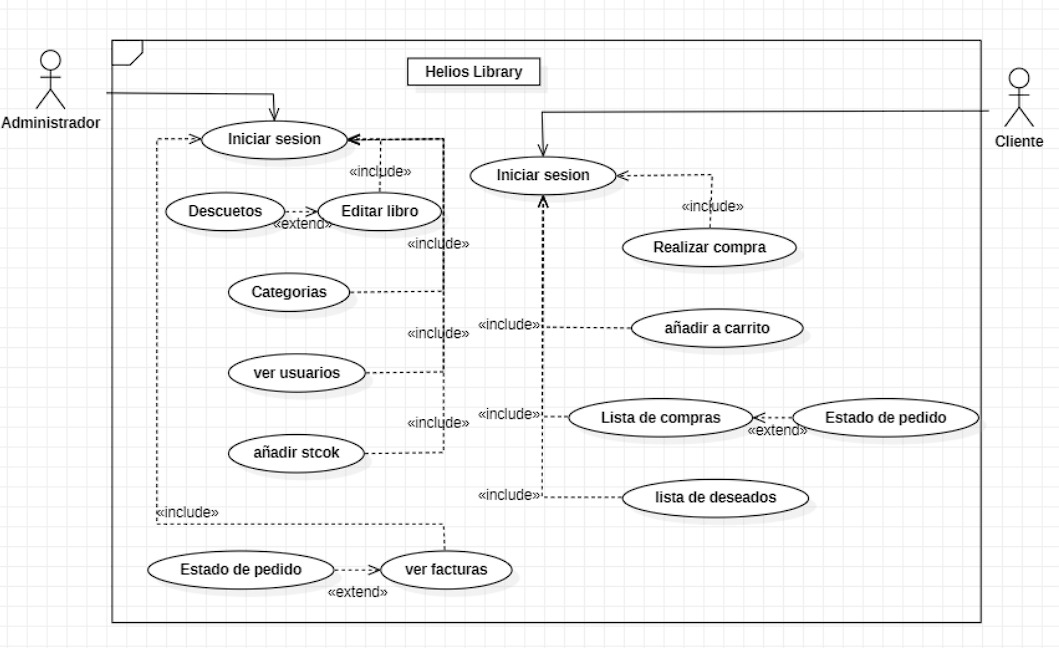 Helios Library
Administrador
Cliente
Iniciar sesion
«include»
Descuetos
«extend»
Editar libro
«include»
Categorias
«include»
ver usuarios
«include»
añadir stcok
«include»
Estado de pedido
«extend»
ver facturas
Iniciar sesion
«include»
Realizar compra
«include»
añadir a carrito
«include»
Lista de compras
«extend»
Estado de pedido
«include»
lista de deseados